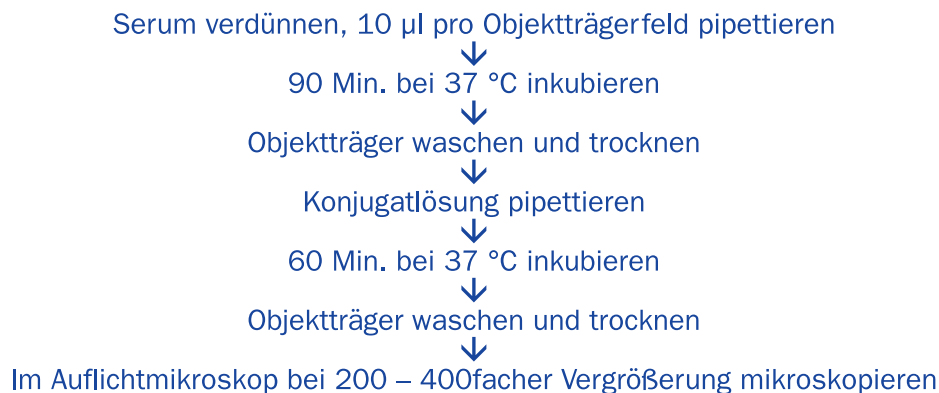 Serum verdünnen, 10 µl pro Objektträgerfeld pipettieren
↓
90 Min. bei 37 °C inkubieren
↓
Objektträger waschen und trocknen
↓
Konjugatlösung pipettieren
↓
60 Min. bei 37 °C inkubieren
↓
Objektträger waschen und trocknen
↓
Im Auflichtmikroskop bei 200 – 400facher Vergrößerung mikroskopieren